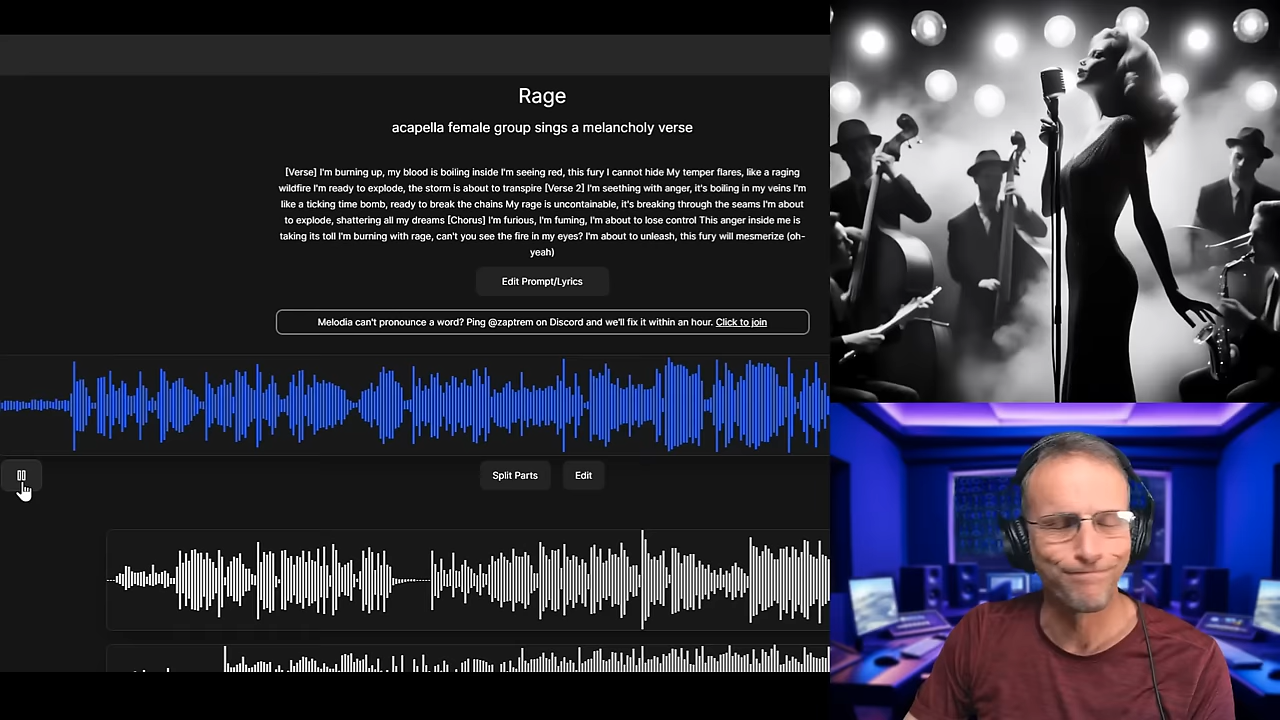 Rage
acapella female group sings a melancholy verse
[Verse] I'm burning up, my blood is boiling inside I'm seeing red, this fury I cannot hide My temper flares, like a raging
wildfire I'm ready to explode, the storm is about to transpire [Verse 2] I'm seething with anger, it's boiling in my veins I'm
like a ticking time bomb, ready to break the chains My rage is uncontainable, it's breaking through the seams I'm about
to explode, shattering all my dreams [Chorus] I'm furious, I'm fuming, I'm about to lose control This anger inside me is
taking its toll I'm burning with rage, can't you see the fire in my eyes? I'm about to unleash, this fury will mesmerize (oh-
yeah)
Edit Prompt/Lyrics
Melodia can't pronounce a word? Ping @zaptrem on Discord and we'll fix it within an hour. Click to join
Split Parts
Edit